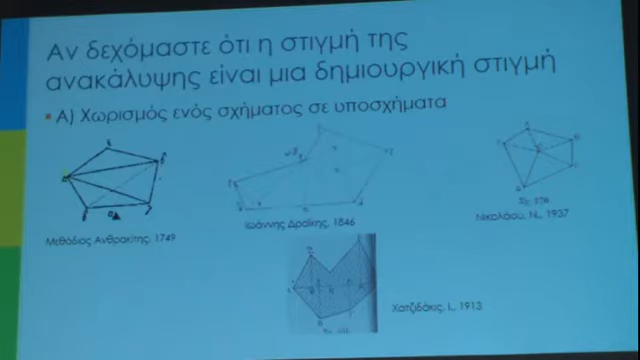 Αν δεχόμαστε ότι η στιγμή της
ανακάλυψης είναι μια δημιουργική στιγμή
Α) Χωρισμός ενός σχήματος σε υποσχήματα
Μεθόδιος Ανθρακίτης, 1749
Ιωάννης Δραίκης, 1846
Νικολάου, Ν., 1937
Χατζιδάκις, Ι., 1913